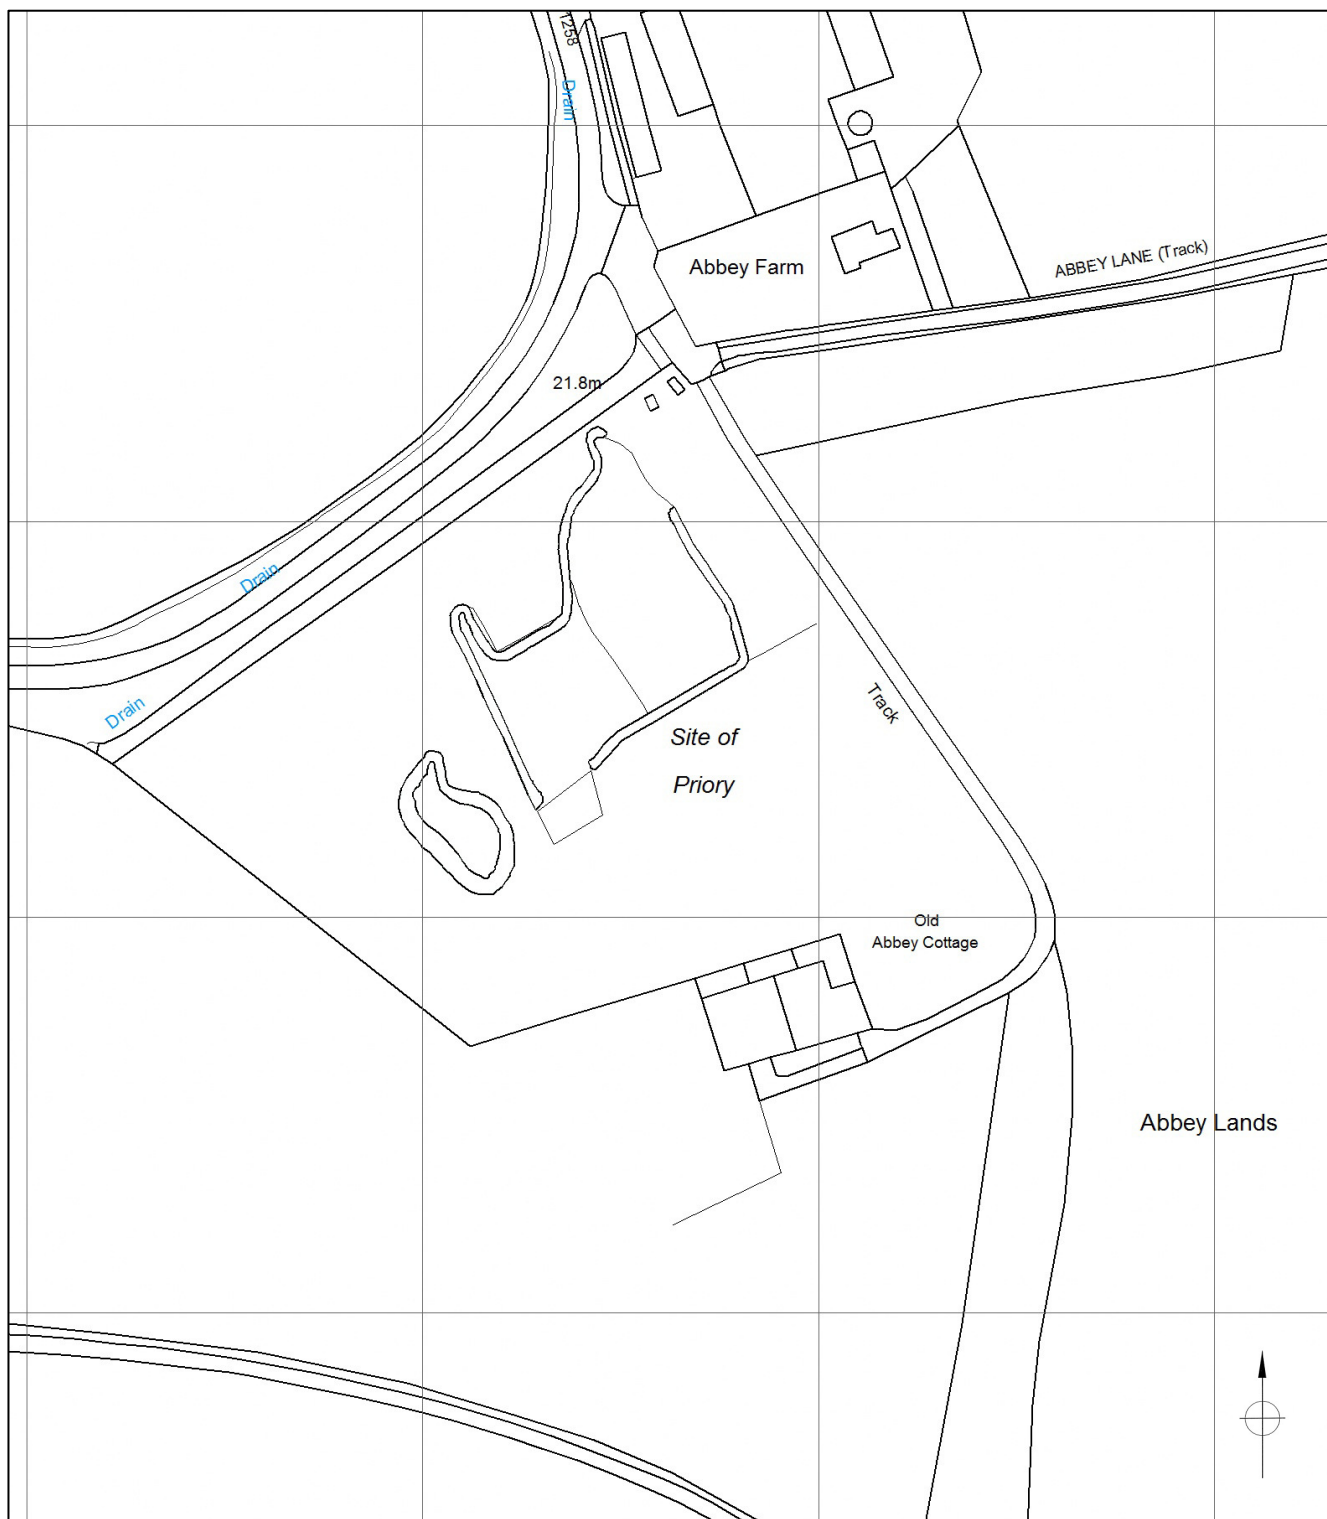 1258
Drain
Abbey Farm
ABBEY LANE (Track)
21.8m
Drain
Drain
Track
Site of
Priory
Old
Abbey Cottage
Abbey Lands